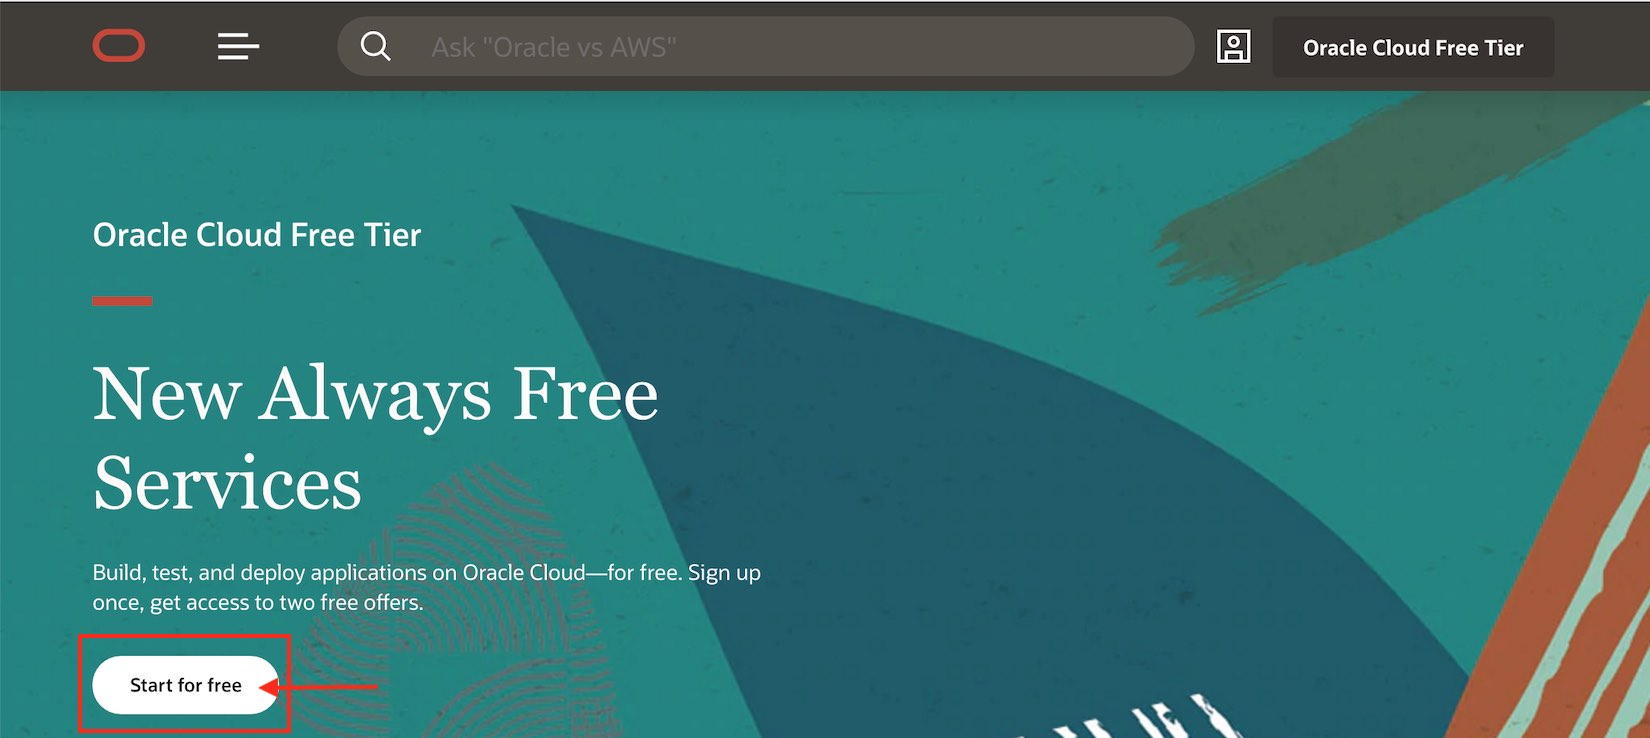 Ask "Oracle vs AWS"
Oracle Cloud Free Tier
Oracle Cloud Free Tier
New Always Free
Services
Build, test, and deploy applications on Oracle Cloud—for free. Sign up
once, get access to two free offers.
Start for free